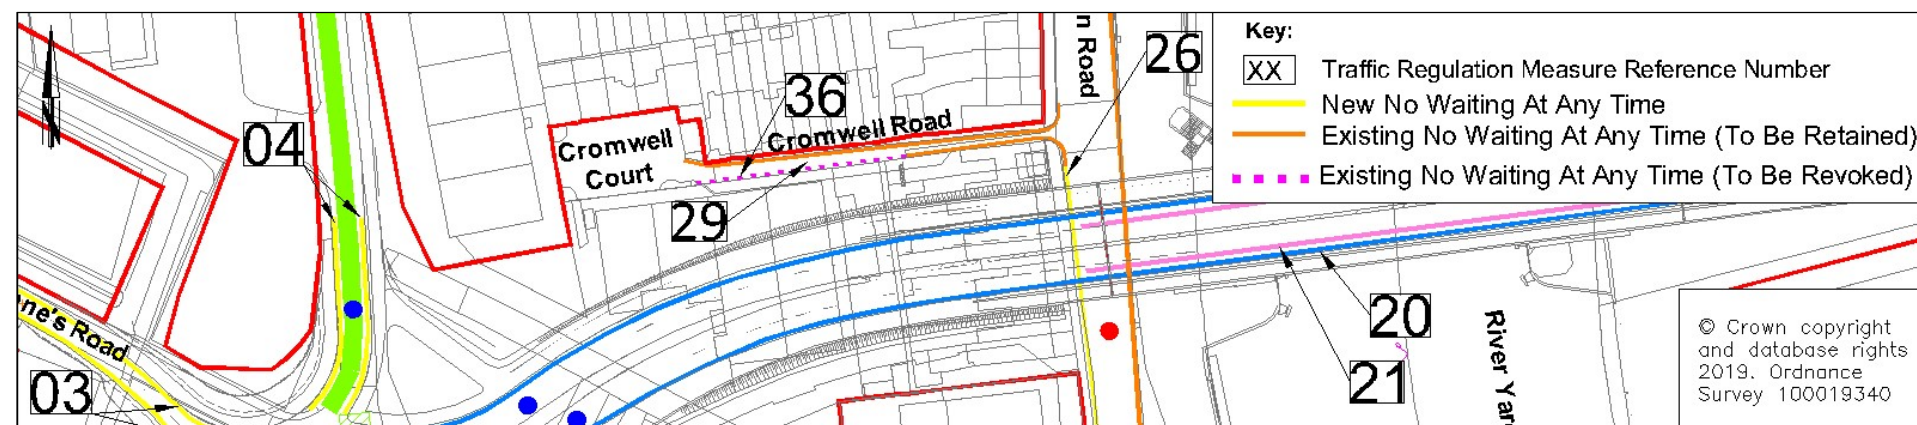 Key:
XX Traffic Regulation Measure Reference Number
New No Waiting At Any Time
Existing No Waiting At Any Time (To Be Retained)
Existing No Waiting At Any Time (To Be Revoked)
n Road
26
36
04
Cromwell Road
Cromwell
Court
29
20
21
ne's Road
03
River Yar
© Crown copyright
and database rights
2019. Ordnance
Survey 100019340